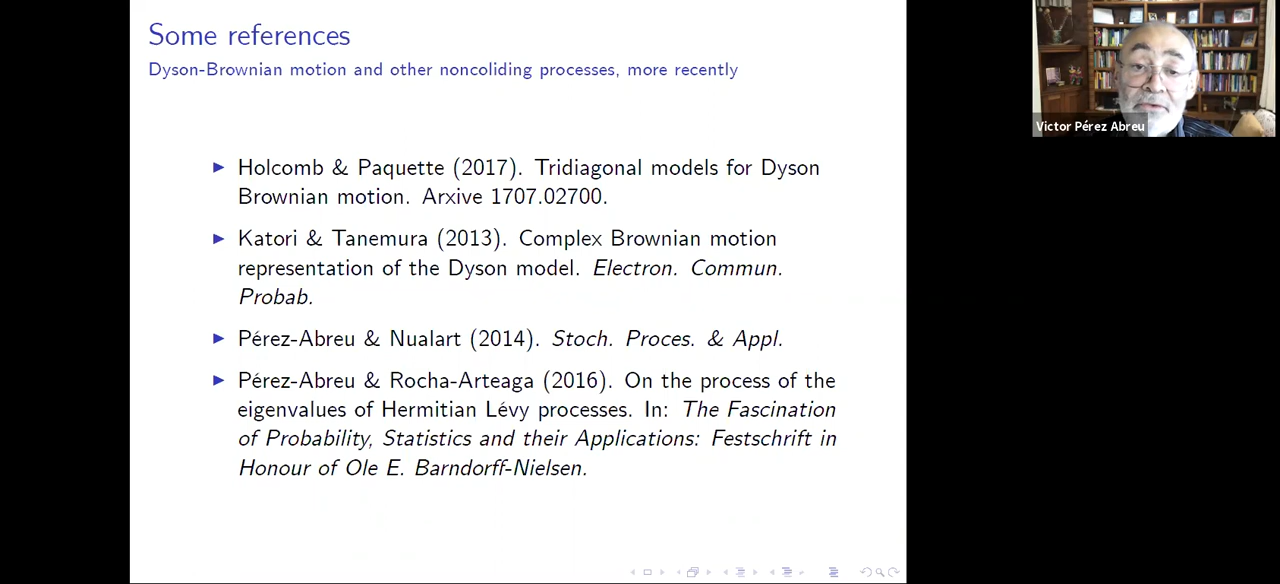 Some references
Dyson-Brownian motion and other noncoliding processes, more recently
Holcomb & Paquette (2017). Tridiagonal models for Dyson
Brownian motion. Arxive 1707.02700.
Katori & Tanemura (2013). Complex Brownian motion
representation of the Dyson model. Electron. Commun.
Probab.
Pérez-Abreu & Nualart (2014). Stoch. Proces. & Appl.
Pérez-Abreu & Rocha-Arteaga (2016). On the process of the
eigenvalues of Hermitian Lévy processes. In: The Fascination
of Probability, Statistics and their Applications: Festschrift in
Honour of Ole E. Barndorff-Nielsen.
Victor Pérez Abreu